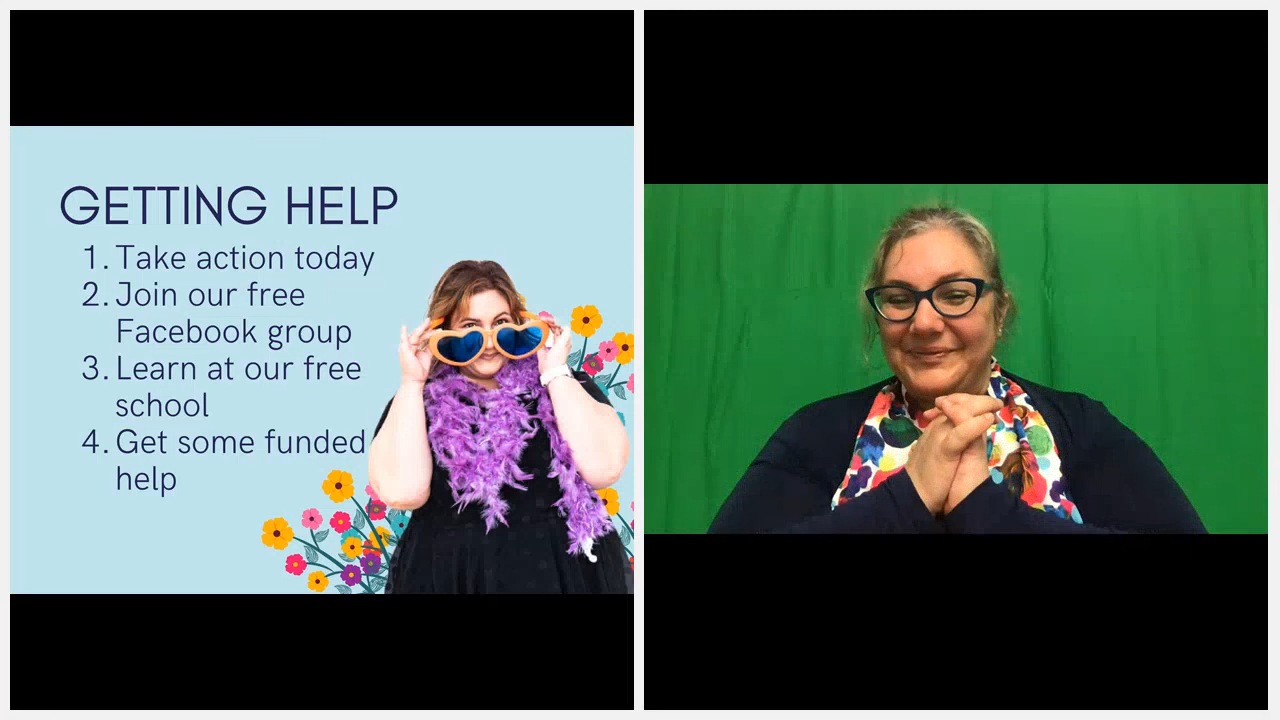 GETTING HELP
1. Take action today
2. Join our free
Facebook group
3. Learn at our free
school
4. Get some funded
help